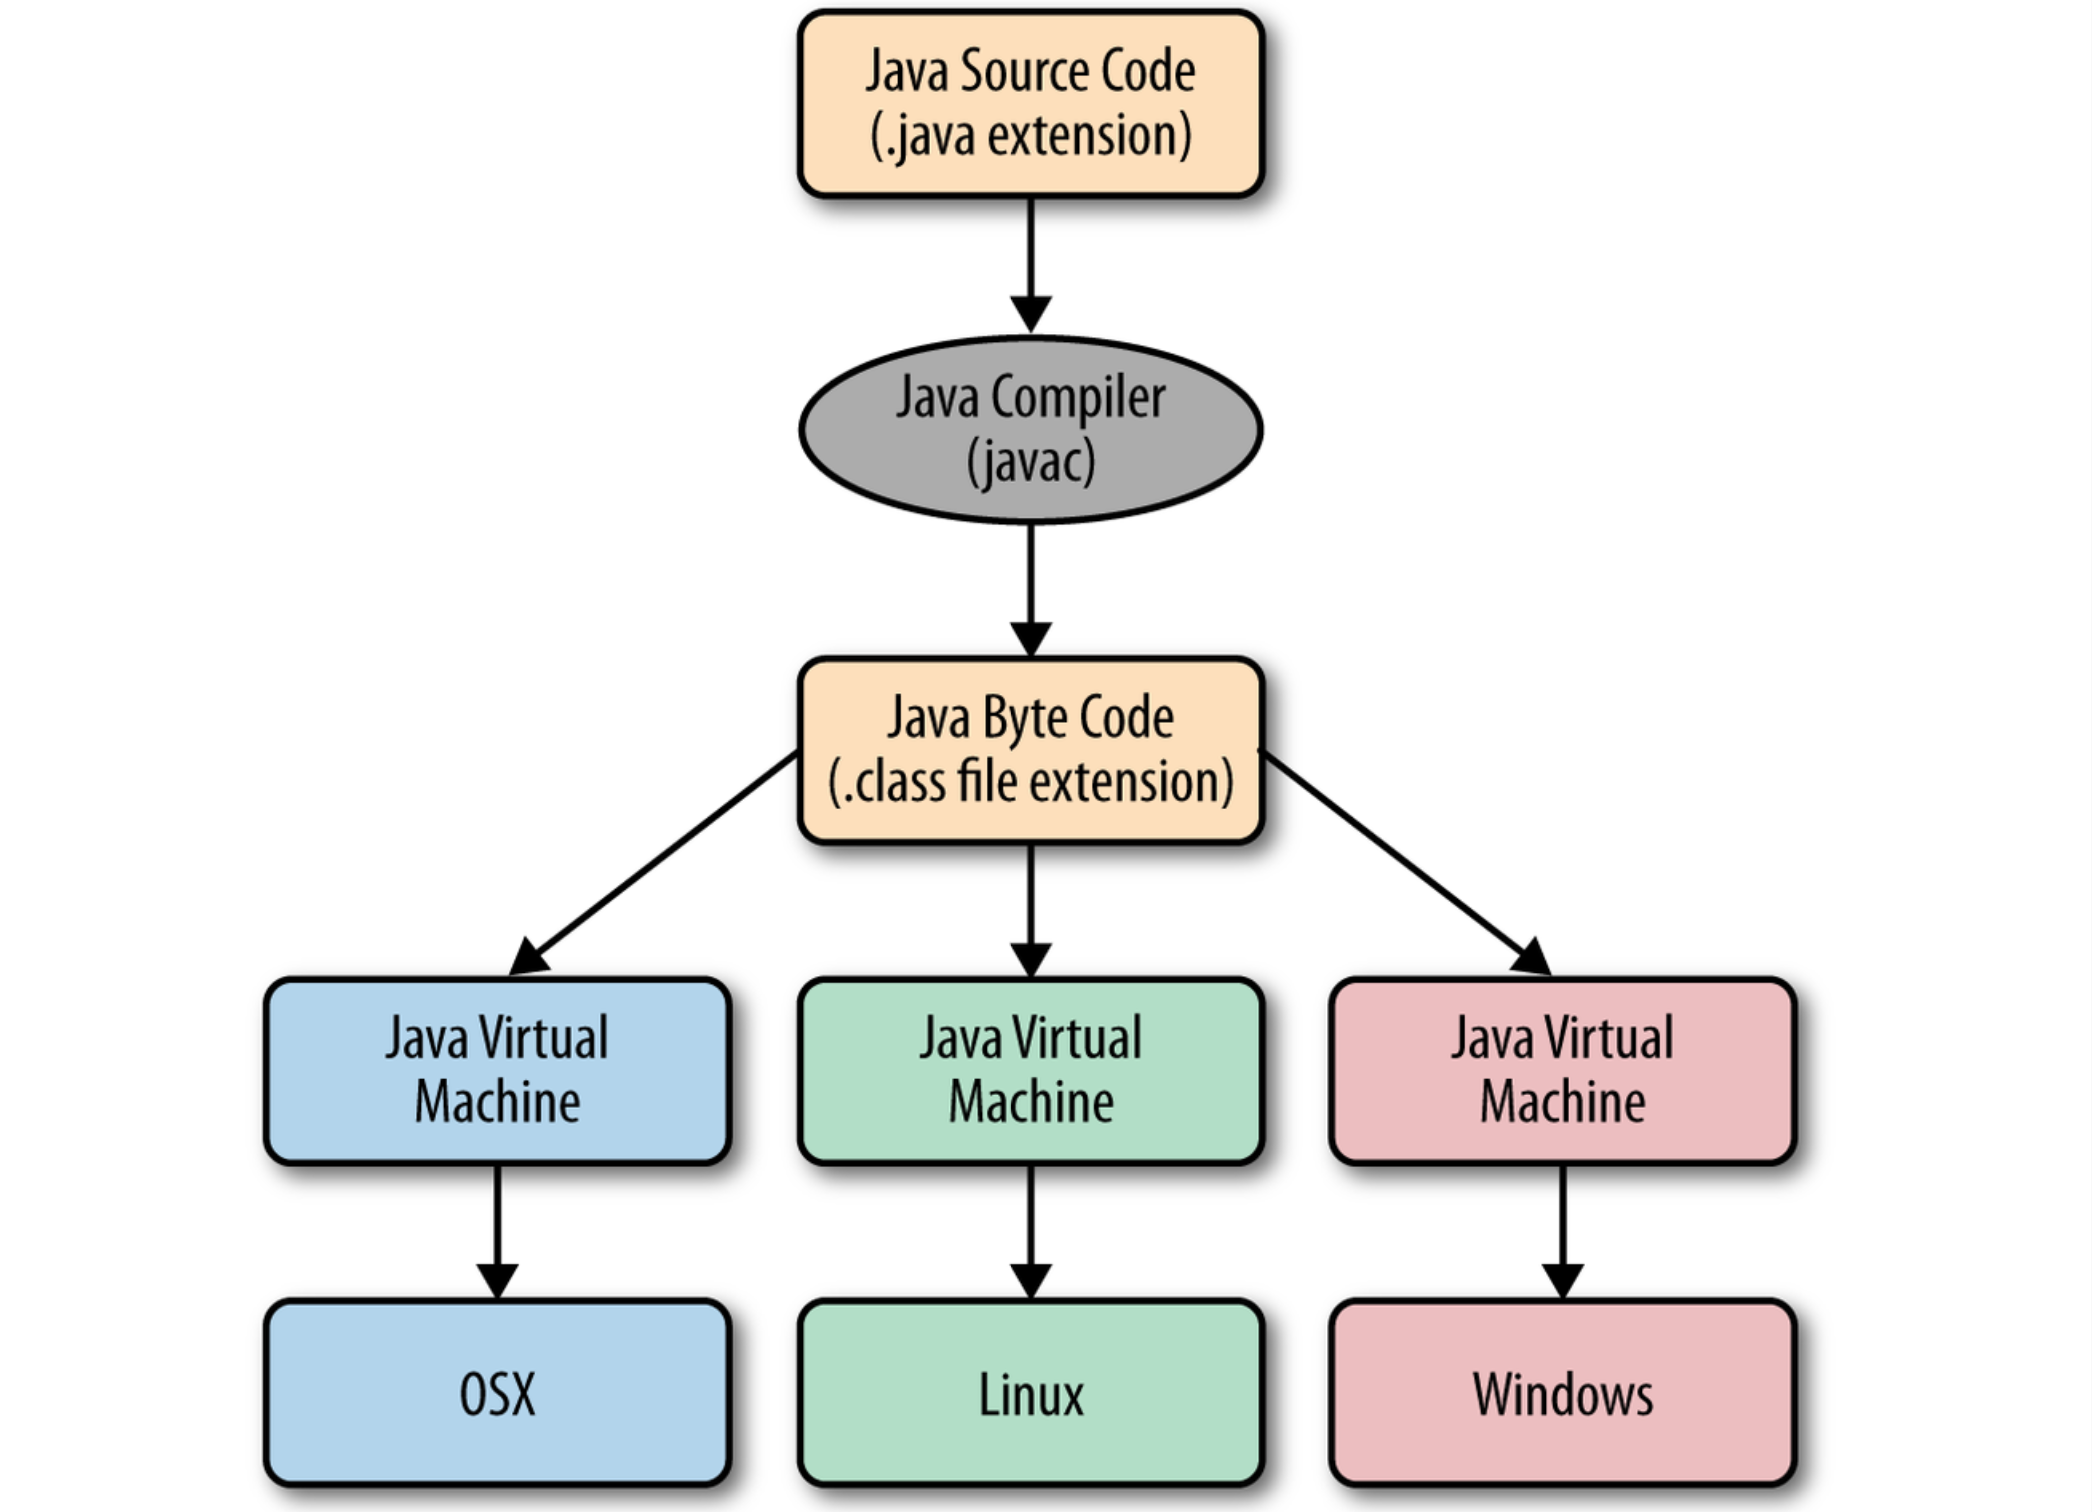 Java Source Code
(.java extension)
Java Compiler
(javac)
Java Byte Code
(.class file extension)
Java Virtual
Machine
Java Virtual
Machine
Java Virtual
Machine
OSX
Linux
Windows